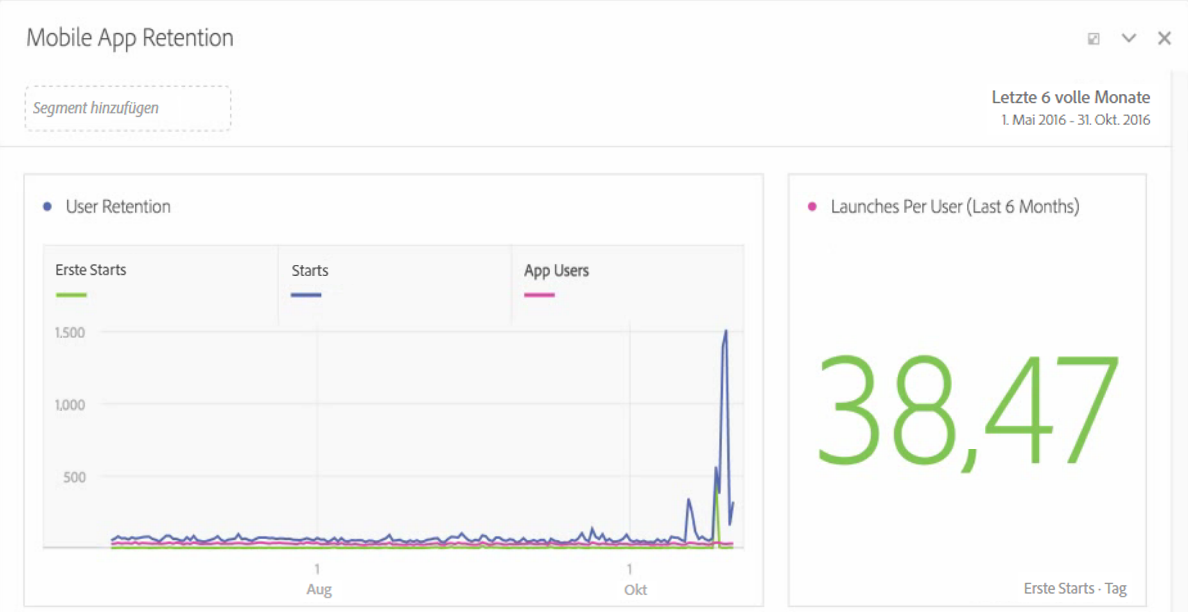 Mobile App Retention
Segment hinzufügen
Letzte 6 volle Monate
1. Mai 2016 - 31. Okt. 2016
User Retention
Erste Starts
Starts
App Users
1.500
1.000
500
1
Aug
1
Okt
Launches Per User (Last 6 Months)
38,47
Erste Starts · Tag